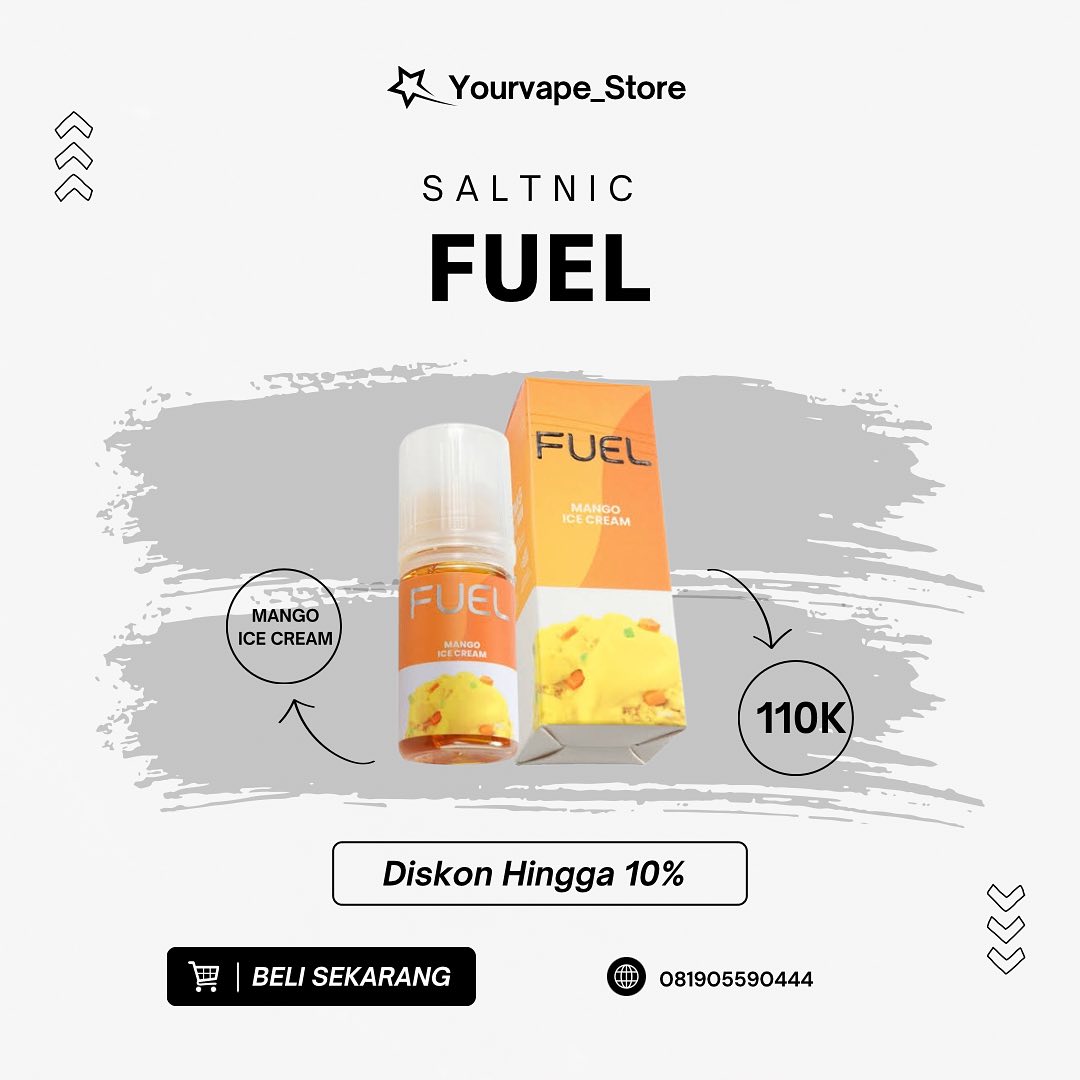 Yourvape_Store
SALTNIC
FUEL
FUEL
MANGO
ICE CREAM
FUEL
MANGO
ICE CREAM
MANGO
ICE CREAM
110K
Diskon Hingga 10%
BELI SEKARANG
081905590444